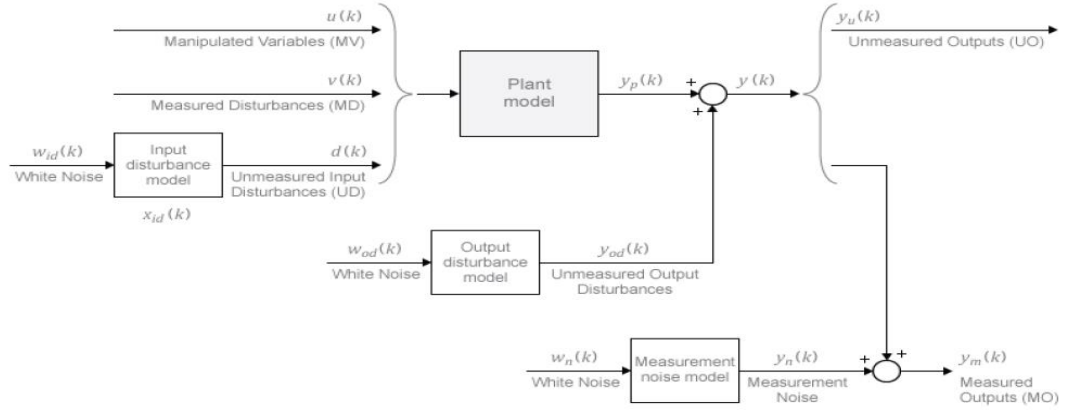 u(k)
Manipulated Variables (MV)
v(k)
Measured Disturbances (MD)
w_id(k)
White Noise
Input
disturbance
model
x_id(k)
d(k)
Unmeasured Input
Disturbances (UD)
Plant
model
y_p(k)
+
+
y(k)
y_u(k)
Unmeasured Outputs (UO)
w_od(k)
White Noise
Output
disturbance
model
y_od(k)
Unmeasured Output
Disturbances
w_n(k)
White Noise
Measurement
noise model
y_n(k)
Measurement
Noise
+
+
y_m(k)
Measured
Outputs (MO)